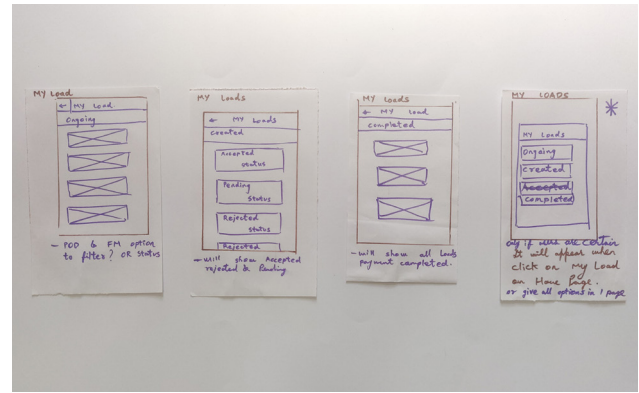 MY Load
← MY Load
Ongoing
- POD & FM option
to filter? OR Status
MY Loads
← MY Loads
created
Accepted
status
Pending
Status
Rejected
status
Rejected
- will show Accepted
rejected & Pending
MY Loads
← MY Load
completed
- will show all loads
payment completed.
MY LOADS
MY Loads
Ongoing
Created
Accepted
Completed
if users are certain
It will appear when
click on My Load
on Home Page.
or give all options in 1 page